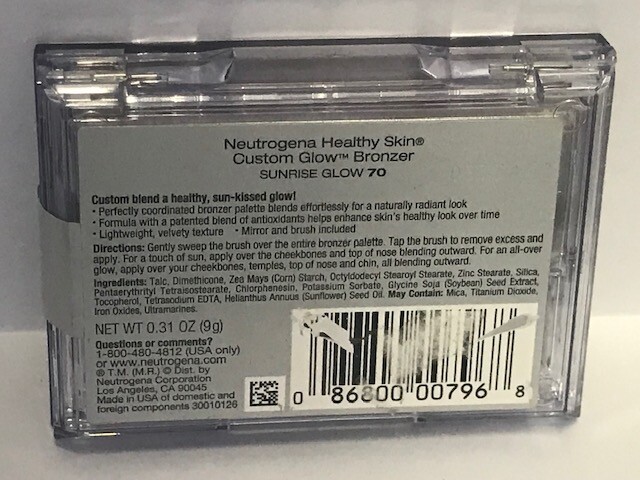 Neutrogena Healthy Skin®
Custom Glow™ Bronzer
SUNRISE GLOW 70
Custom blend a healthy, sun-kissed glow!
• Perfectly coordinated bronzer palette blends effortlessly for a naturally radiant look
• Formula with a patented blend of antioxidants helps enhance skin's healthy look over time
• Lightweight, velvety texture • Mirror and brush included
Directions: Gently sweep the brush over the entire bronzer palette. Tap the brush to remove excess and
apply. For a touch of sun, apply over the cheekbones and top of nose blending outward. For an all-over
glow, apply over your cheekbones, temples, top of nose and chin, all blending outward.
Ingredients: Talc, Dimethicone, Zea Mays (Corn) Starch, Octyldodecyl Stearoyl Stearate, Zinc Stearate, Silica,
Pentaerythrityl Tetraisostearate, Chlorphenesin, Potassium Sorbate, Glycine Soja (Soybean) Seed Extract,
Tocopherol, Tetrasodium EDTA, Helianthus Annuus (Sunflower) Seed Oil. May Contain: Mica, Titanium Dioxide,
Iron Oxides, Ultramarines.
NET WT 0.31 OZ (9g)
Questions or comments?
1-800-480-4812 (USA only)
or www.neutrogena.com
® T.M. (M.R.) © Dist. by
Neutrogena Corporation
Los Angeles, CA 90045
Made in USA of domestic and
foreign components 30010126
0 86800 00796 8